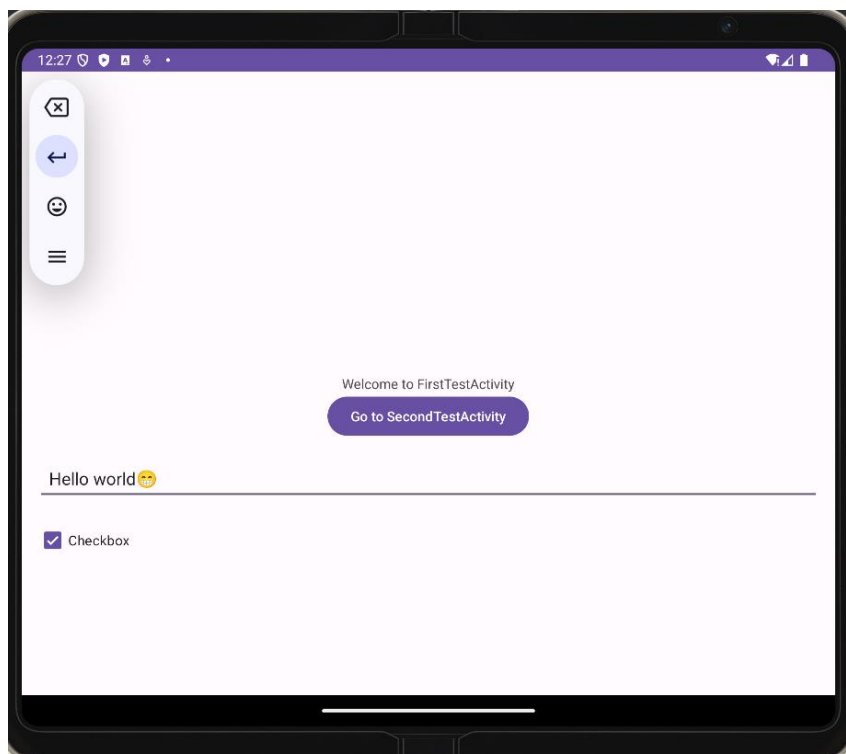 12:27
Welcome to FirstTestActivity
Go to SecondTestActivity
Hello world😁
Checkbox